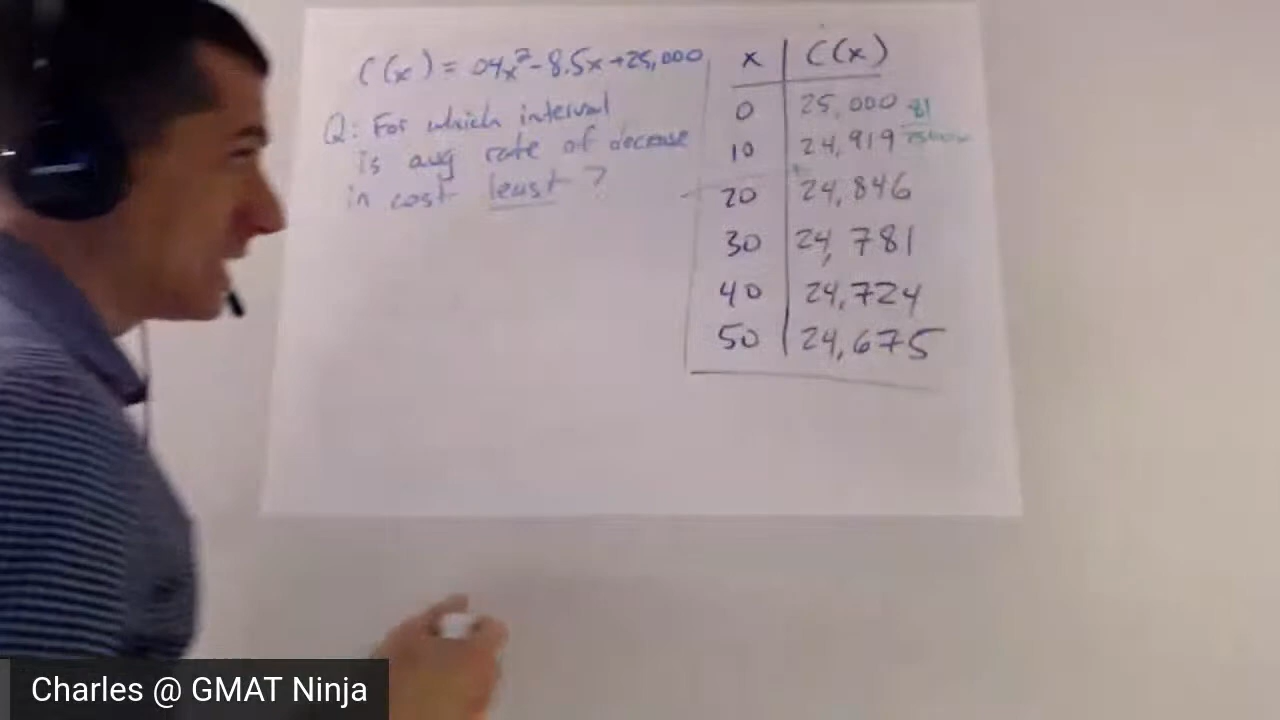 C(x) = .04x²-8.5x+25,000
Q: For which interval
is avg rate of decrease
in cost least?
x | C(x)
0 | 25,000 81
10 | 24,919
20 | 24,846
30 | 24,781
40 | 24,724
50 | 24,675
Charles @ GMAT Ninja